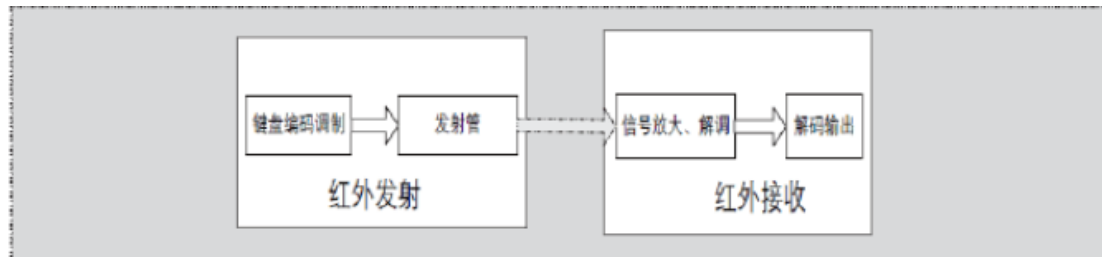 键盘编码调制
发射管
信号放大、解调
解码输出
红外发射
红外接收